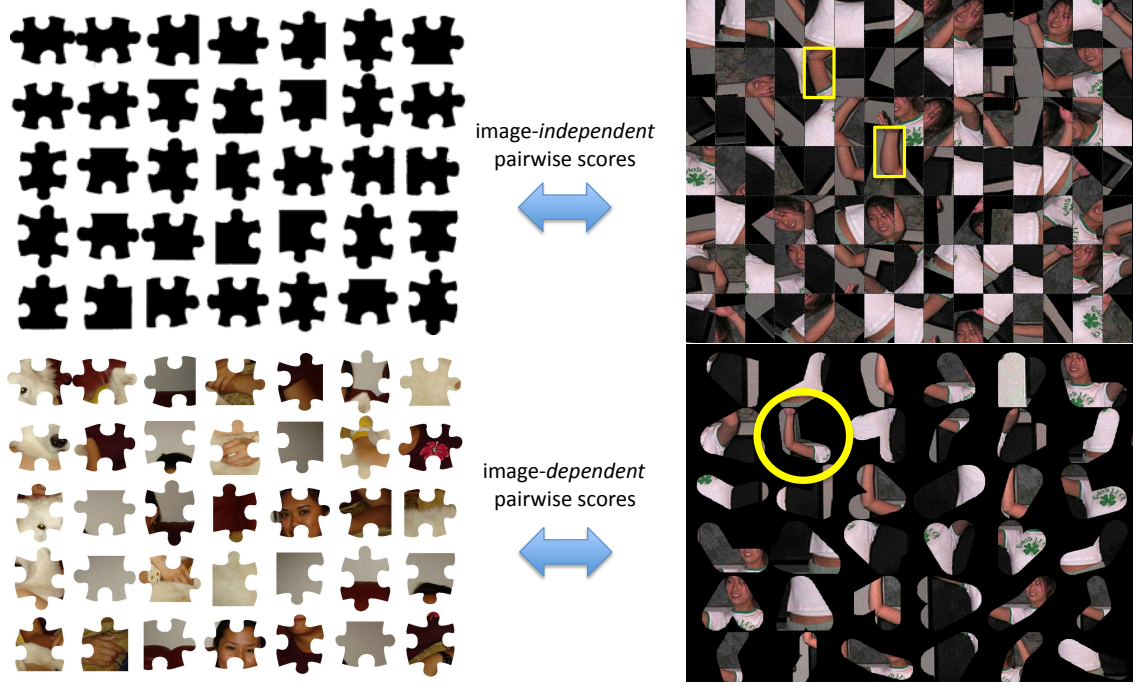 image-independent
pairwise scores
image-dependent
pairwise scores